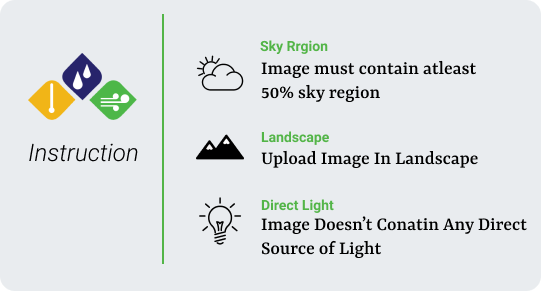 Instruction
Sky Rrgion
Image must contain atleast
50% sky region
Landscape
Upload Image In Landscape
Direct Light
Image Doesn’t Conatin Any Direct
Source of Light